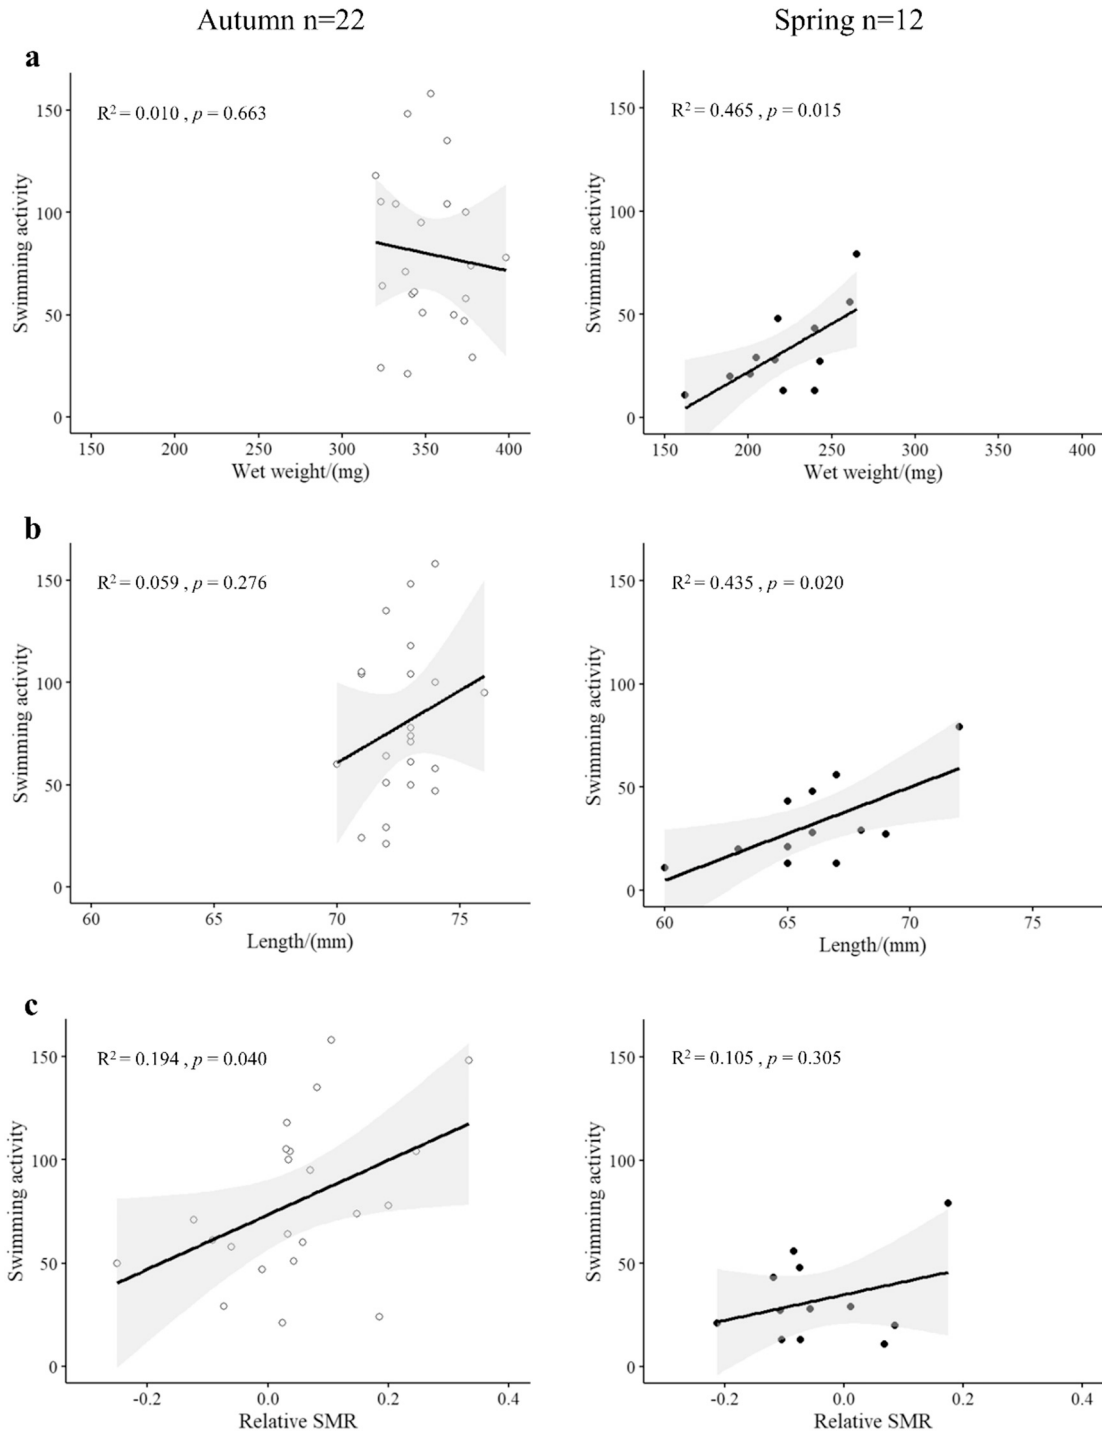 Autumn n=22
Spring n=12
a
R² = 0.010 , p = 0.663
150
100
50
0
Swimming activity
150 200 250 300 350 400
Wet weight/(mg)
R² = 0.465 , p = 0.015
150
100
50
0
Swimming activity
150 200 250 300 350 400
Wet weight/(mg)
b
R² = 0.059 , p = 0.276
150
100
50
0
Swimming activity
60 65 70 75
Length/(mm)
R² = 0.435 , p = 0.020
150
100
50
0
Swimming activity
60 65 70 75
Length/(mm)
c
R² = 0.194 , p = 0.040
150
100
50
0
Swimming activity
-0.2 0.0 0.2 0.4
Relative SMR
R² = 0.105 , p = 0.305
150
100
50
0
Swimming activity
-0.2 0.0 0.2 0.4
Relative SMR